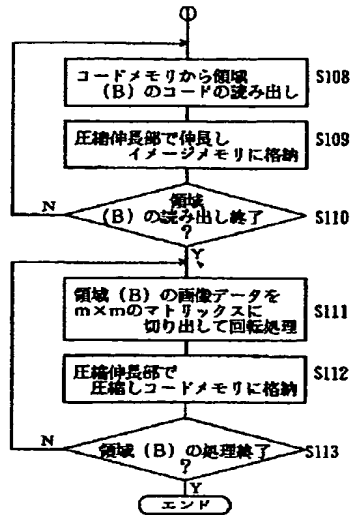 1
コードメモリから領域
(B)のコードの読み出し
S108
圧縮伸長部で伸長し
イメージメモリに格納
S109
領域
(B)の読み出し終了
?
S110
N
Y
領域(B)の画像データを
m×mのマトリックスに
切り出して回転処理
S111
圧縮伸長部で
圧縮しコードメモリに格納
S112
領域(B)の処理終了
?
S113
N
Y
エンド